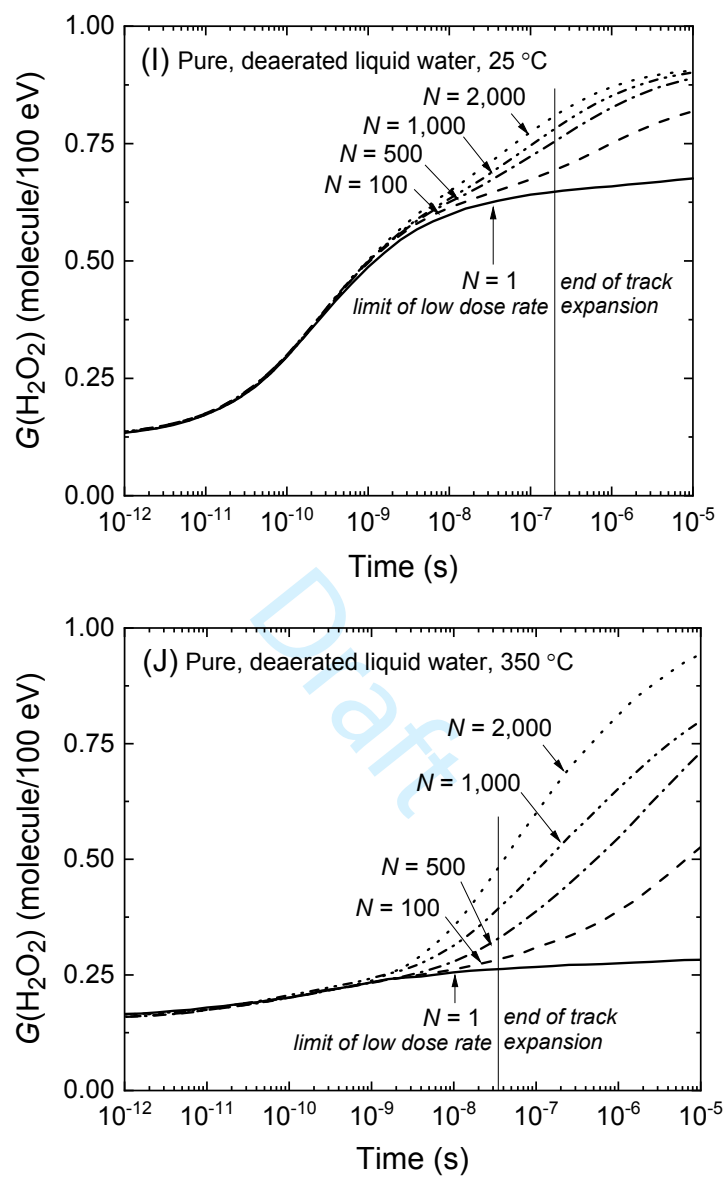 (I) Pure, deaerated liquid water, 25 °C
G(H₂O₂) (molecule/100 eV)
1.00
0.75
0.50
0.25
0.00
N = 2,000
N = 1,000
N = 500
N = 100
N = 1
limit of low dose rate
end of track
expansion
10⁻¹² 10⁻¹¹ 10⁻¹⁰ 10⁻⁹ 10⁻⁸ 10⁻⁷ 10⁻⁶ 10⁻⁵
Time (s)
Draft
(J) Pure, deaerated liquid water, 350 °C
G(H₂O₂) (molecule/100 eV)
1.00
0.75
0.50
0.25
0.00
N = 2,000
N = 1,000
N = 500
N = 100
N = 1
limit of low dose rate
end of track
expansion
10⁻¹² 10⁻¹¹ 10⁻¹⁰ 10⁻⁹ 10⁻⁸ 10⁻⁷ 10⁻⁶ 10⁻⁵
Time (s)